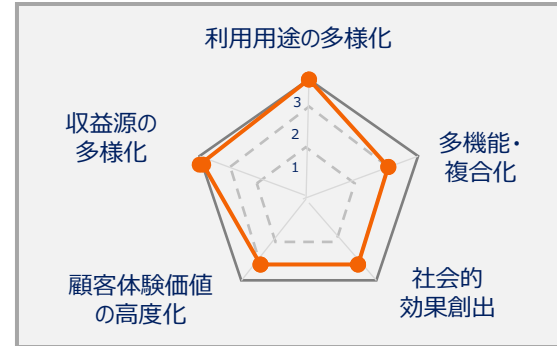 利用用途の多様化
3
2
1
収益源の
多様化
多機能・
複合化
顧客体験価値
の高度化
社会的
効果創出